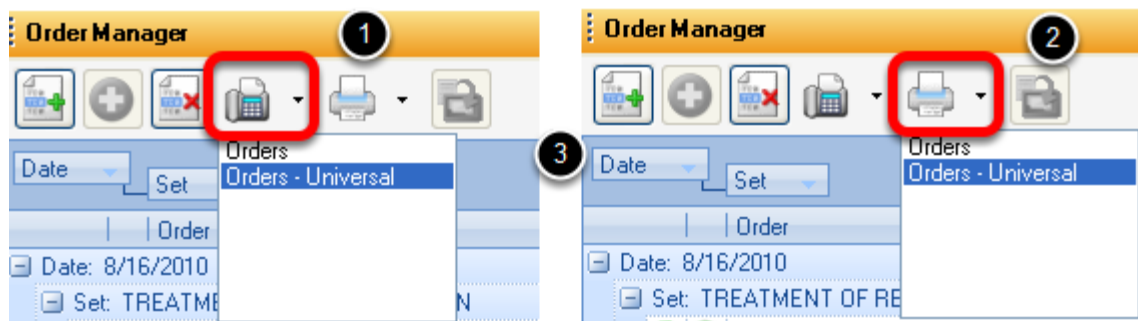 Order Manager
1
Orders
Orders - Universal
Date
Set
Order
Date: 8/16/2010
Set: TREATME
N
Order Manager
2
3
Orders
Orders - Universal
Date
Set
Order
Date: 8/16/2010
Set: TREATMENT OF RE